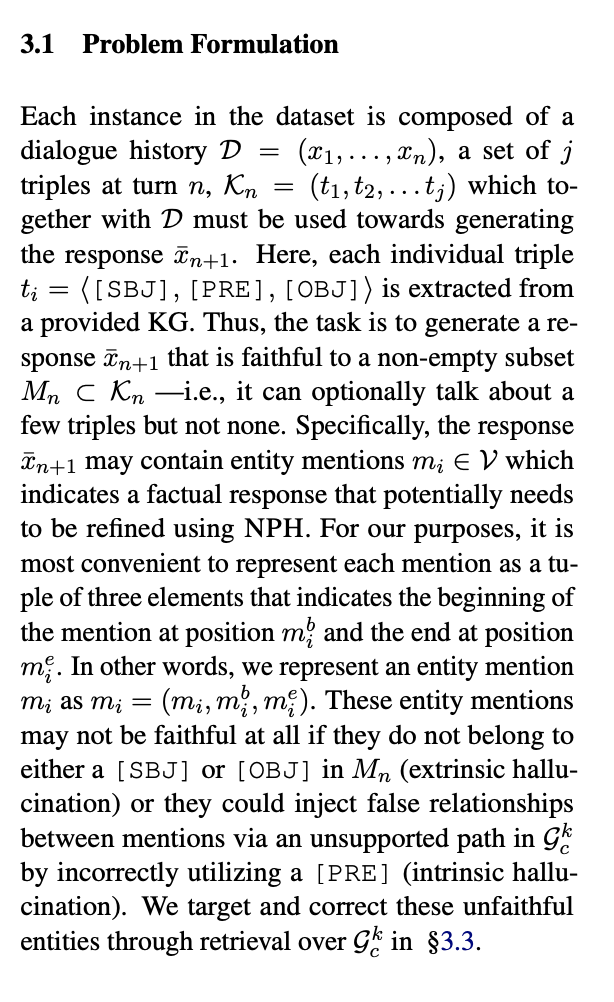 3.1 Problem Formulation
Each instance in the dataset is composed of a
dialogue history 𝒟 = (x₁, . . . , xₙ), a set of j
triples at turn n, 𝒦ₙ = (t₁, t₂, . . . tⱼ) which to-
gether with 𝒟 must be used towards generating
the response x̄ₙ₊₁. Here, each individual triple
tᵢ = ⟨[SBJ], [PRE], [OBJ]⟩ is extracted from
a provided KG. Thus, the task is to generate a re-
sponse x̄ₙ₊₁ that is faithful to a non-empty subset
Mₙ ⊂ 𝒦ₙ —i.e., it can optionally talk about a
few triples but not none. Specifically, the response
x̄ₙ₊₁ may contain entity mentions mᵢ ∈ 𝒱 which
indicates a factual response that potentially needs
to be refined using NPH. For our purposes, it is
most convenient to represent each mention as a tu-
ple of three elements that indicates the beginning of
the mention at position mᵢᵇ and the end at position
mᵢᵉ. In other words, we represent an entity mention
mᵢ as mᵢ = (mᵢ, mᵢᵇ, mᵢᵉ). These entity mentions
may not be faithful at all if they do not belong to
either a [SBJ] or [OBJ] in Mₙ (extrinsic hallu-
cination) or they could inject false relationships
between mentions via an unsupported path in 𝒢_c^k
by incorrectly utilizing a [PRE] (intrinsic hallu-
cination). We target and correct these unfaithful
entities through retrieval over 𝒢_c^k in §3.3.